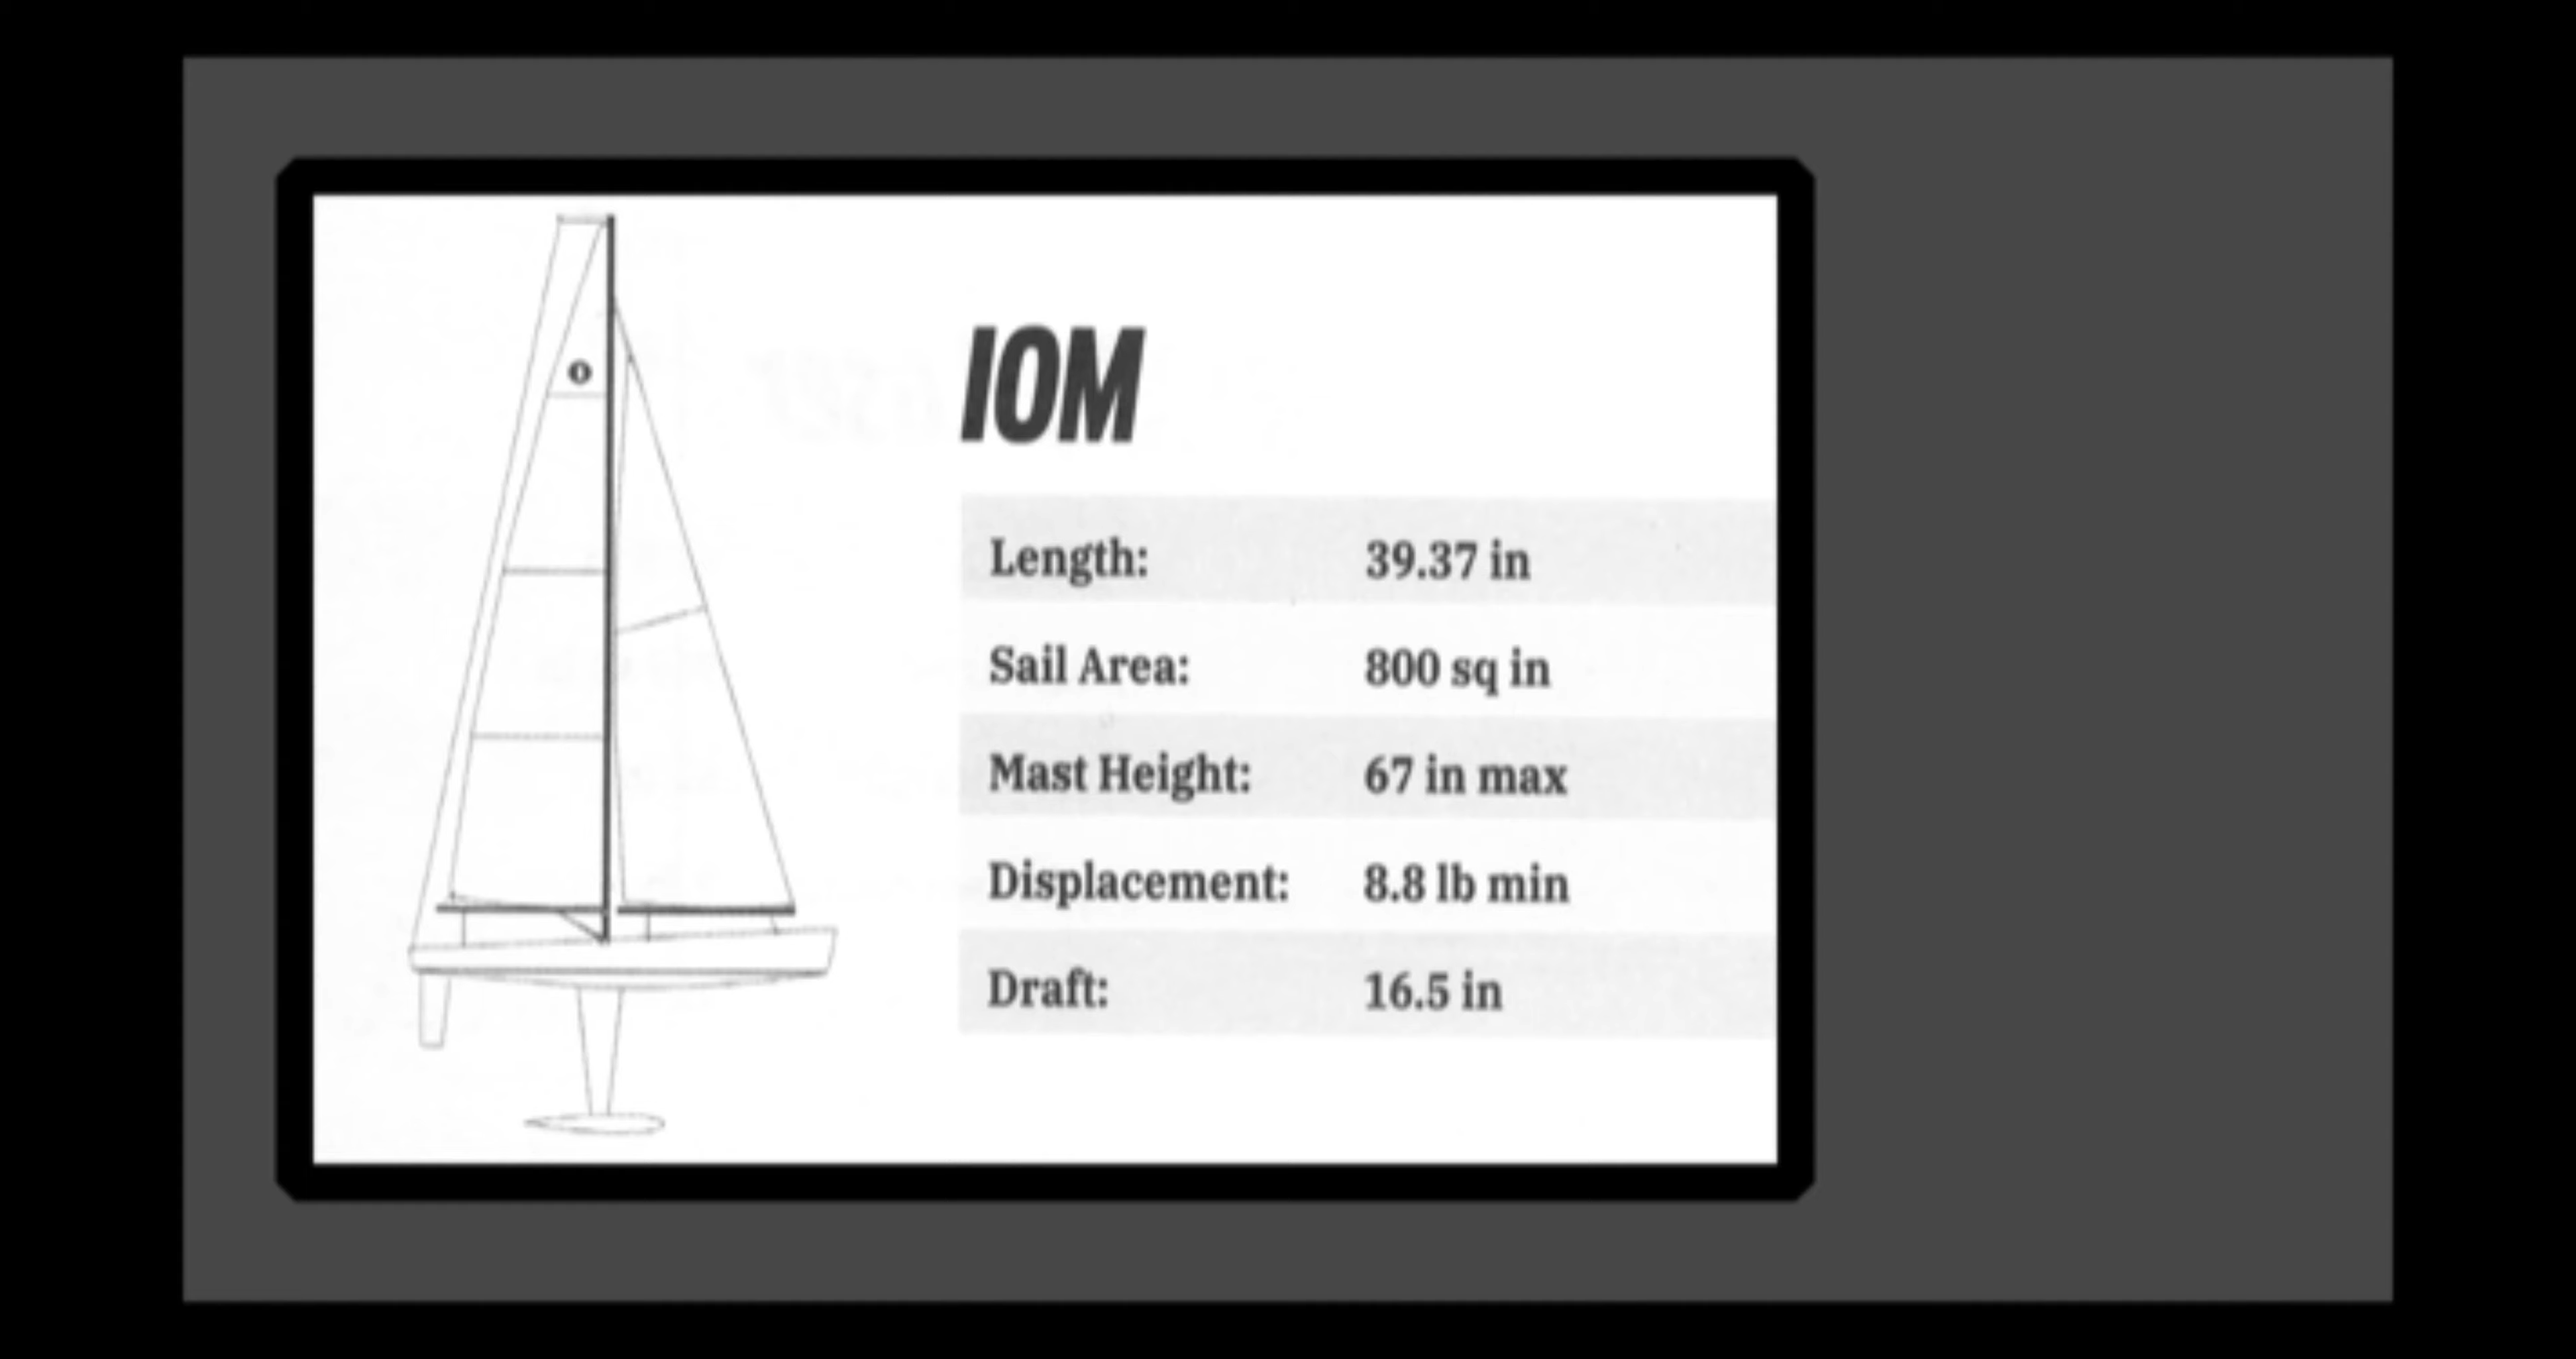 IOM
Length: 39.37 in
Sail Area: 800 sq in
Mast Height: 67 in max
Displacement: 8.8 lb min
Draft: 16.5 in